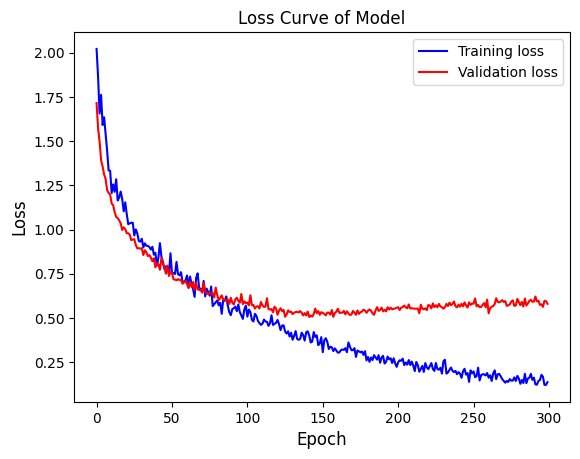 Loss Curve of Model
Training loss
Validation loss
2.00
1.75
1.50
1.25
1.00
0.75
0.50
0.25
Loss
0 50 100 150 200 250 300
Epoch